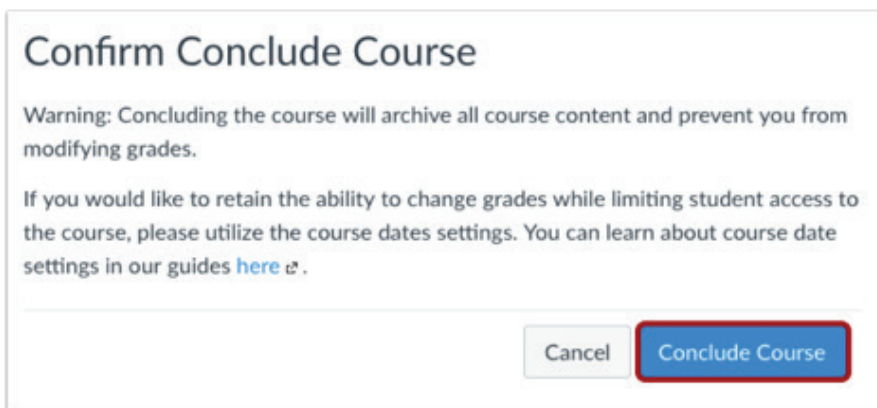 Confirm Conclude Course
Warning: Concluding the course will archive all course content and prevent you from
modifying grades.
If you would like to retain the ability to change grades while limiting student access to
the course, please utilize the course dates settings. You can learn about course date
settings in our guides here .
Cancel
Conclude Course